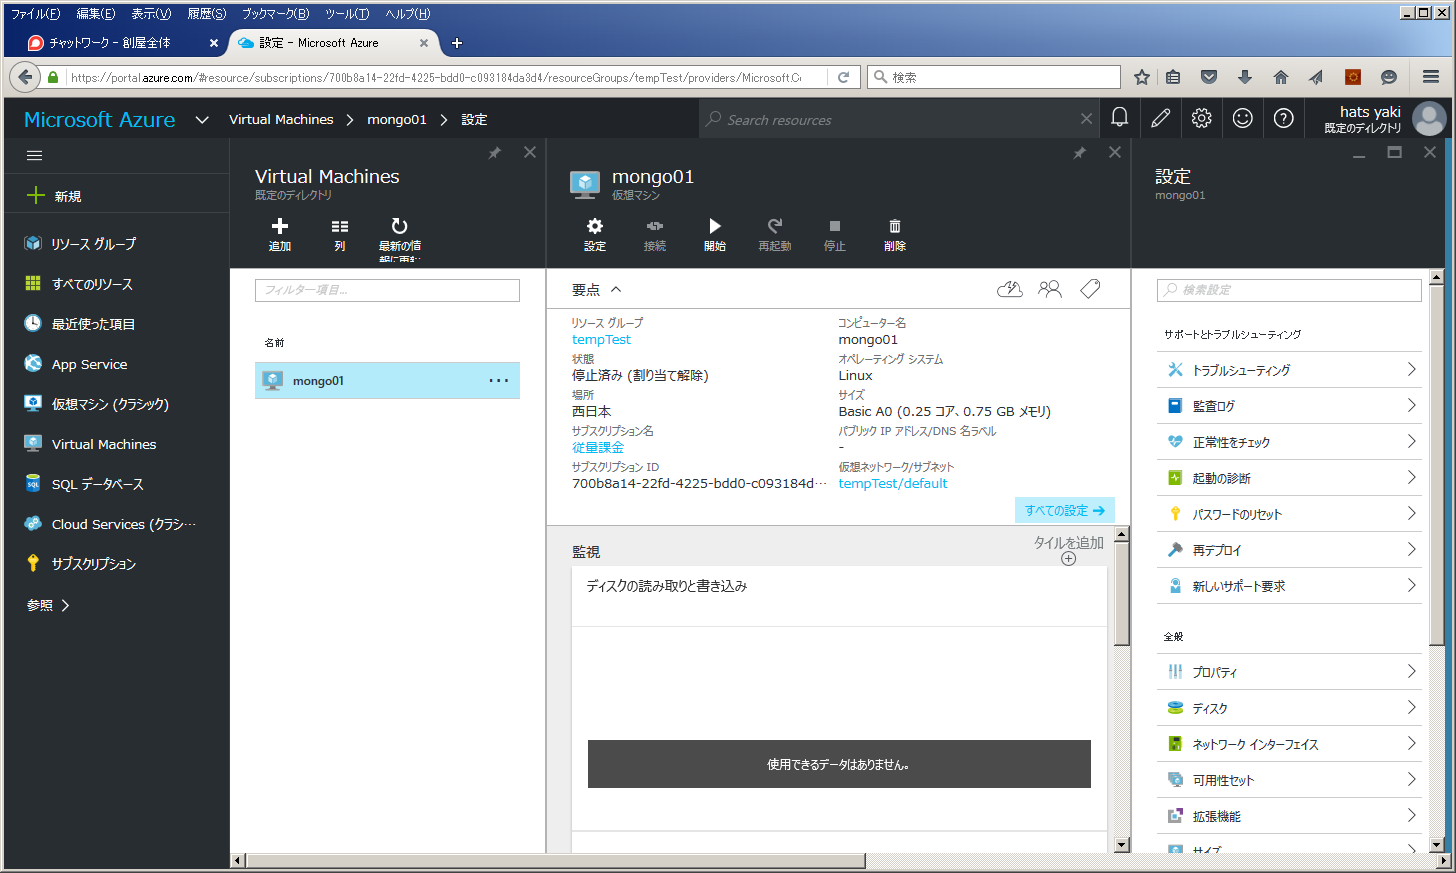 ファイル(F) 編集(E) 表示(V) 履歴(S) ブックマーク(B) ツール(T) ヘルプ(H)
チャットワーク - 創屋全体
設定 - Microsoft Azure
https://portal.azure.com/#resource/subscriptions/700b8a14-22fd-4225-bdd0-c093184da3d4/resourceGroups/tempTest/providers/Microsoft.Co
検索
Microsoft Azure
Virtual Machines > mongo01 > 設定
Search resources
hats yaki
既定のディレクトリ
新規
リソース グループ
すべてのリソース
最近使った項目
App Service
仮想マシン (クラシック)
Virtual Machines
SQL データベース
Cloud Services (クラシ…
サブスクリプション
参照
Virtual Machines
既定のディレクトリ
追加
列
最新の情
報に更新…
フィルター項目...
名前
mongo01
mongo01
仮想マシン
設定
接続
開始
再起動
停止
削除
要点
リソース グループ
tempTest
状態
停止済み (割り当て解除)
場所
西日本
サブスクリプション名
従量課金
サブスクリプション ID
700b8a14-22fd-4225-bdd0-c093184d…
コンピューター名
mongo01
オペレーティング システム
Linux
サイズ
Basic A0 (0.25 コア、0.75 GB メモリ)
パブリック IP アドレス/DNS 名ラベル
-
仮想ネットワーク/サブネット
tempTest/default
すべての設定 →
監視
タイルを追加
ディスクの読み取りと書き込み
使用できるデータはありません。
設定
mongo01
検索設定
サポートとトラブルシューティング
トラブルシューティング
監査ログ
正常性をチェック
起動の診断
パスワードのリセット
再デプロイ
新しいサポート要求
全般
プロパティ
ディスク
ネットワーク インターフェイス
可用性セット
拡張機能
サイズ